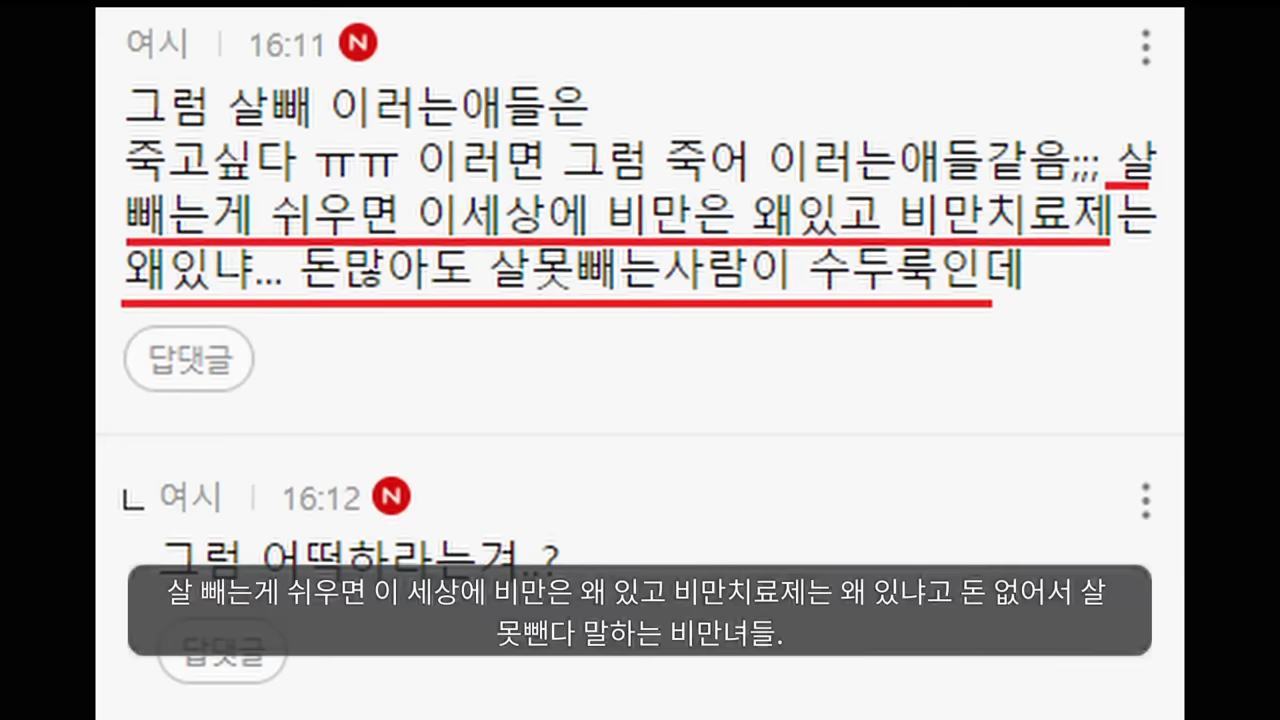 여시 | 16:11 N
그럼 살빼 이러는애들은
죽고싶다 ㅠㅠ 이러면 그럼 죽어 이러는애들같음;;; 살
빼는게 쉬우면 이세상에 비만은 왜있고 비만치료제는
왜있냐... 돈많아도 살못빼는사람이 수두룩인데
답댓글
ㄴ 여시 | 16:12 N
그럼 어떡하라는겨..?
살 빼는게 쉬우면 이 세상에 비만은 왜 있고 비만치료제는 왜 있냐고 돈 없어서 살
못뺀다 말하는 비만녀들.
답댓글